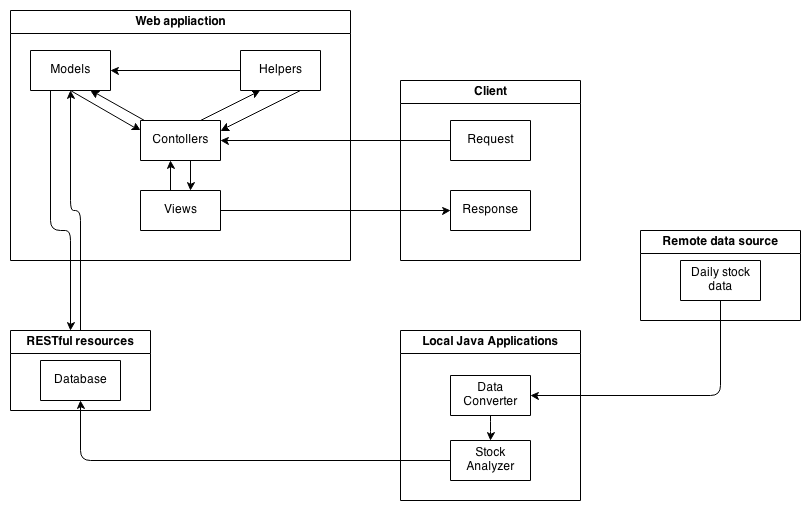 Web appliaction
Models
Helpers
Contollers
Views
Client
Request
Response
Remote data source
Daily stock
data
RESTful resources
Database
Local Java Applications
Data
Converter
Stock
Analyzer